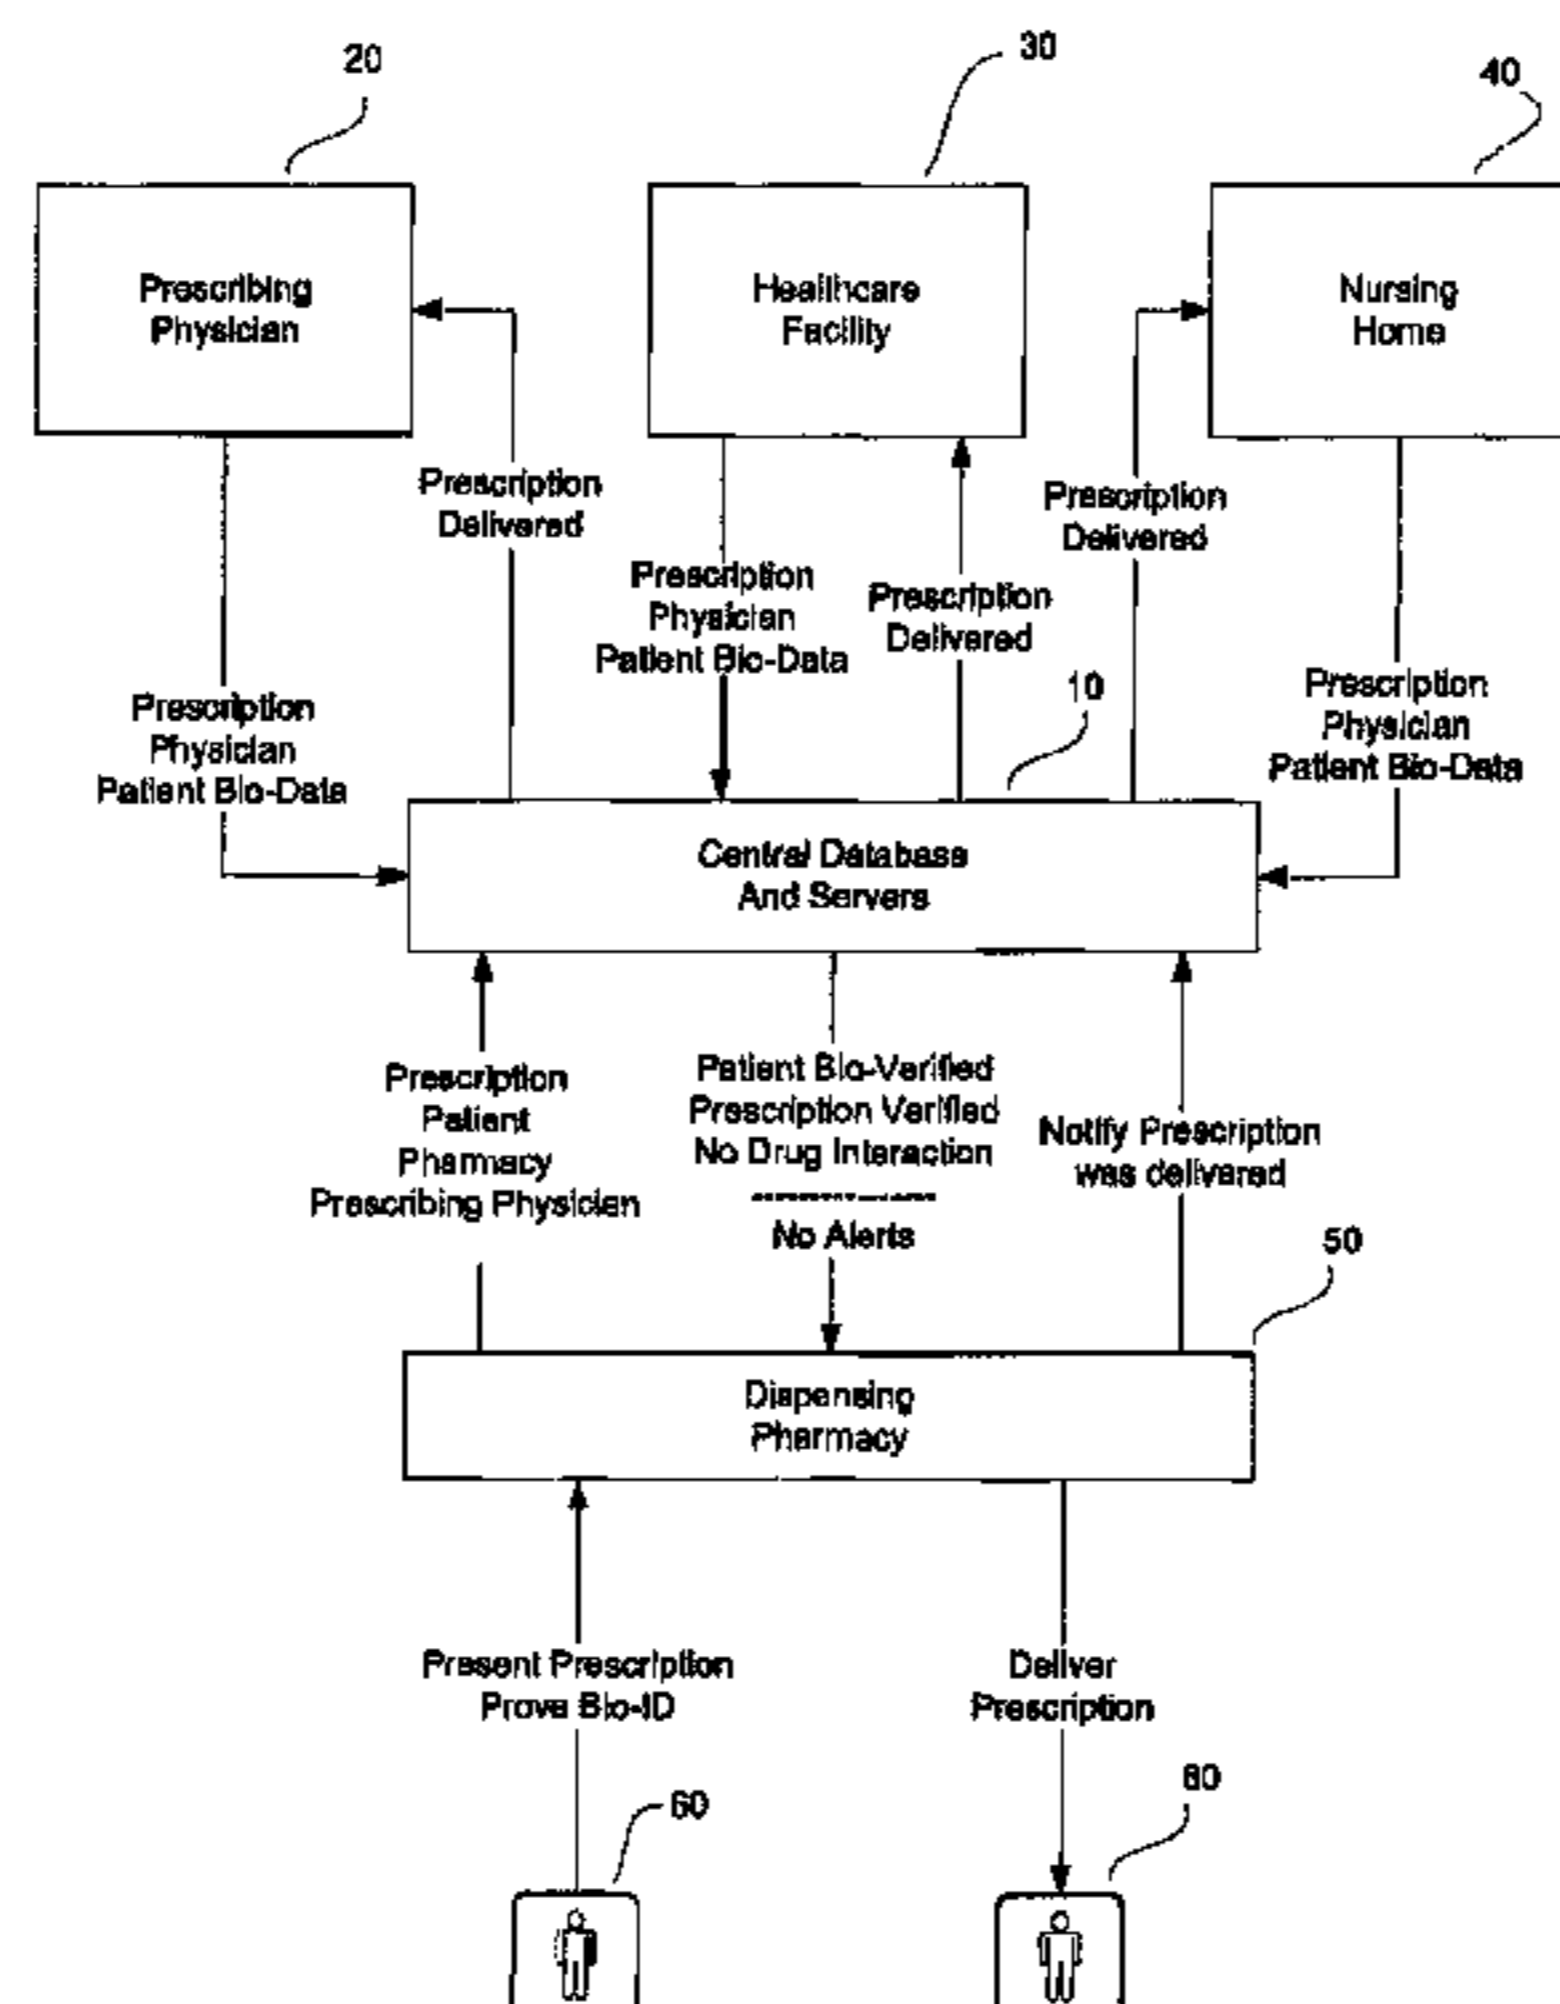 20
30
40
Prescribing
Physician
Healthcare
Facility
Nursing
Home
Prescription
Delivered
Prescription
Physician
Patient Bio-Data
Prescription
Delivered
Prescription
Delivered
Prescription
Physician
Patient Bio-Data
Prescription
Physician
Patient Bio-Data
10
Central Database
And Servers
Prescription
Patient
Pharmacy
Prescribing Physician
Patient Bio-Verified
Prescription Verified
No Drug Interaction
No Alerts
Notify Prescription
was delivered
50
Dispensing
Pharmacy
Present Prescription
Prove Bio-ID
Deliver
Prescription
60
60